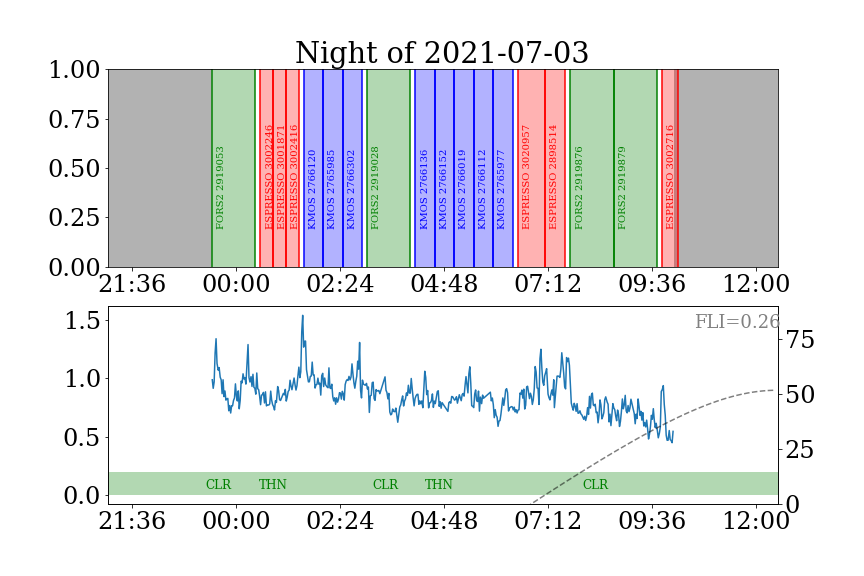 Night of 2021-07-03
1.00
0.75
0.50
0.25
0.00
FORS2 2919053
ESPRESSO 3002246
ESPRESSO 3001871
ESPRESSO 3002416
KMOS 2766120
KMOS 2765985
KMOS 2766302
FORS2 2919028
KMOS 2766136
KMOS 2766152
KMOS 2766019
KMOS 2766112
KMOS 2765977
ESPRESSO 3020957
ESPRESSO 2898514
FORS2 2919876
FORS2 2919879
ESPRESSO 3002716
21:36 00:00 02:24 04:48 07:12 09:36 12:00
FLI=0.26
1.5
1.0
0.5
0.0
75
50
25
0
CLR THN CLR THN CLR
21:36 00:00 02:24 04:48 07:12 09:36 12:00